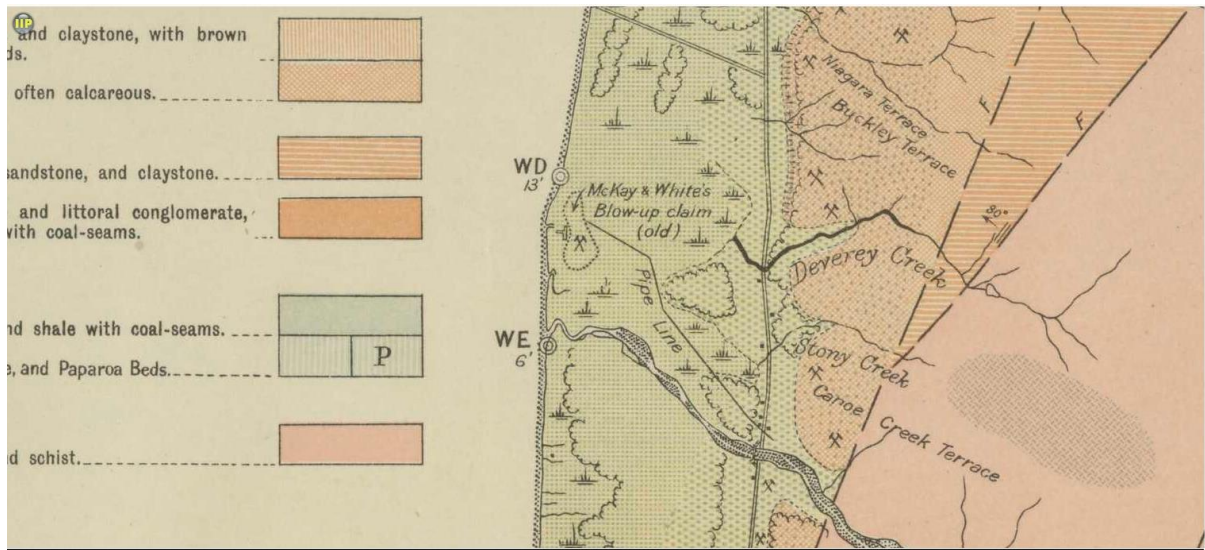 IIP
and claystone, with brown
ds.
often calcareous.
sandstone, and claystone.
and littoral conglomerate,
with coal-seams.
nd shale with coal-seams.
P
e, and Paparoa Beds.
nd schist.
WD
13'
McKay & White's
Blow-up claim
(old)
Pipe
Line
WE
6'
Niagara Terrace
Buckley Terrace
F
F
80°
Deverey Creek
Stony Creek
Canoe Creek Terrace